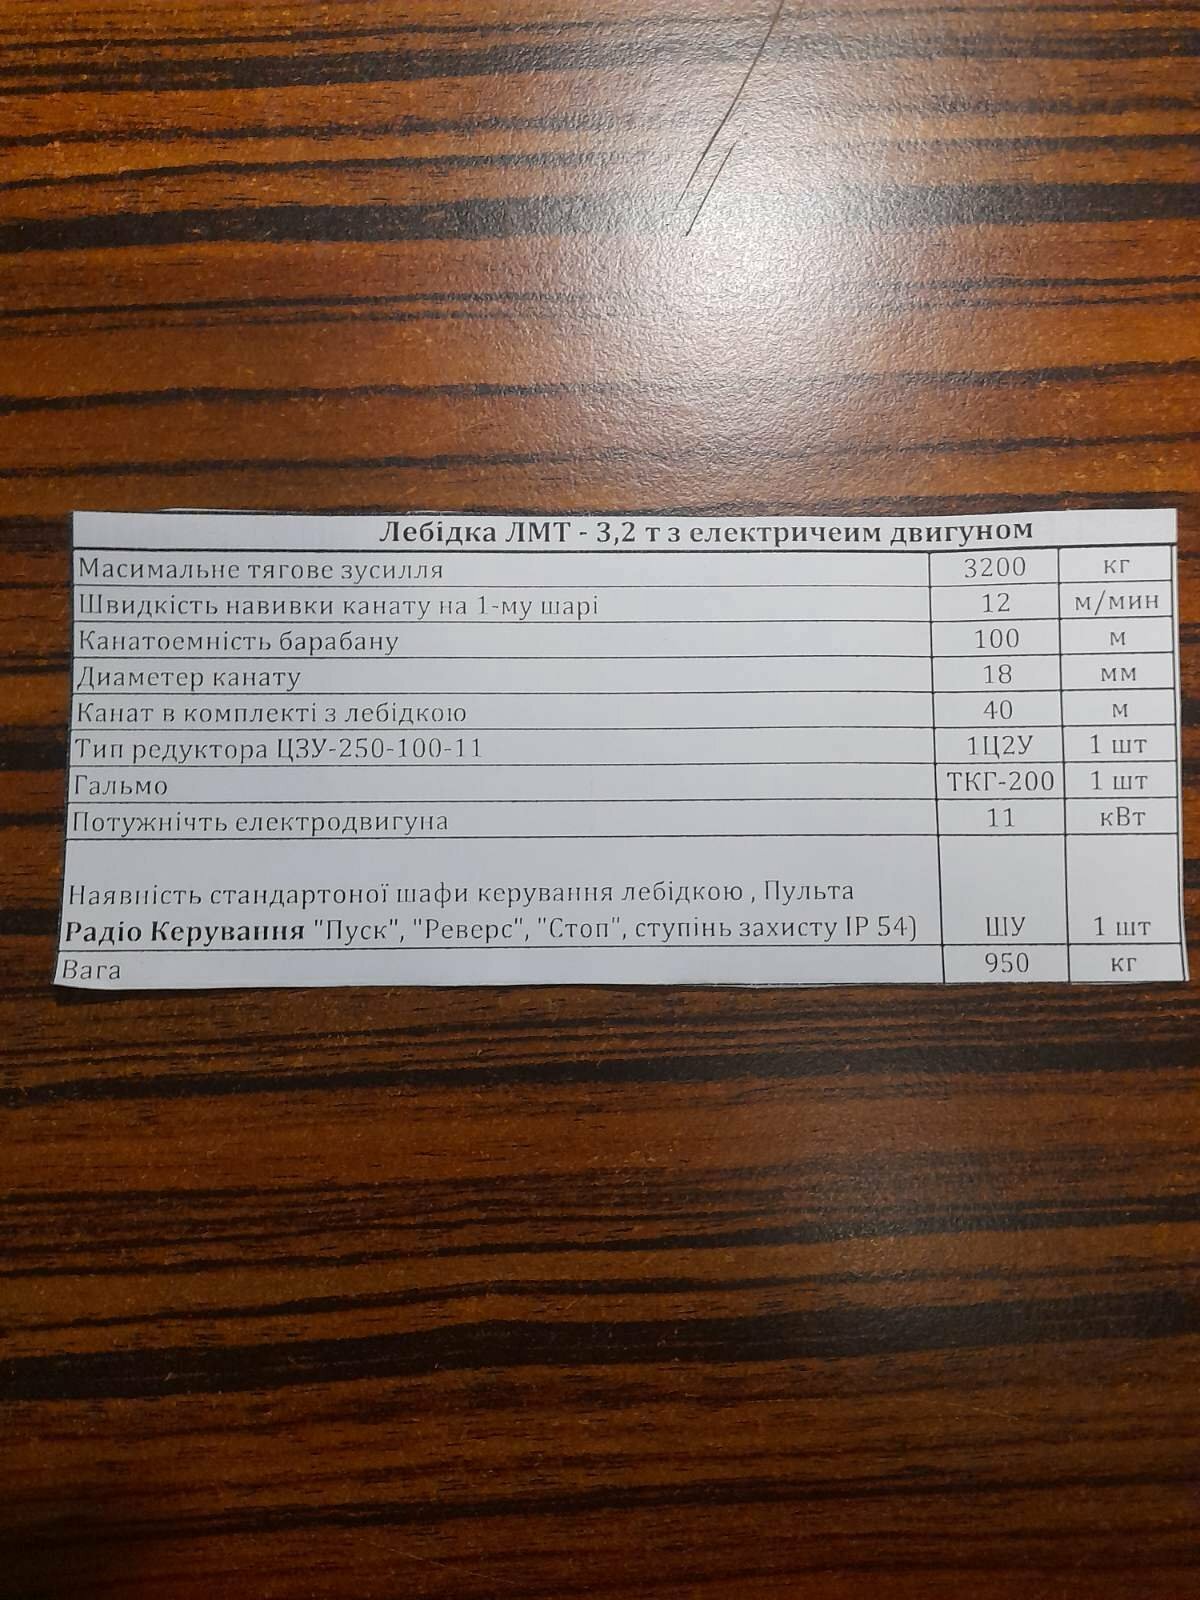 Лебідка ЛМТ - 3,2 т з електричеим двигуном
Масимальне тягове зусилля 3200 кг
Швидкість навивки канату на 1-му шарі 12 м/мин
Канатоемність барабану 100 м
Диаметер канату 18 мм
Канат в комплекті з лебідкою 40 м
Тип редуктора ЦЗУ-250-100-11 1Ц2У 1 шт
Гальмо ТКГ-200 1 шт
Потужнічть електродвигуна 11 кВт
Наявність стандартоної шафи керування лебідкою , Пульта
Радіо Керування "Пуск", "Реверс", "Стоп", ступінь захисту IP 54) ШУ 1 шт
Вага 950 кг